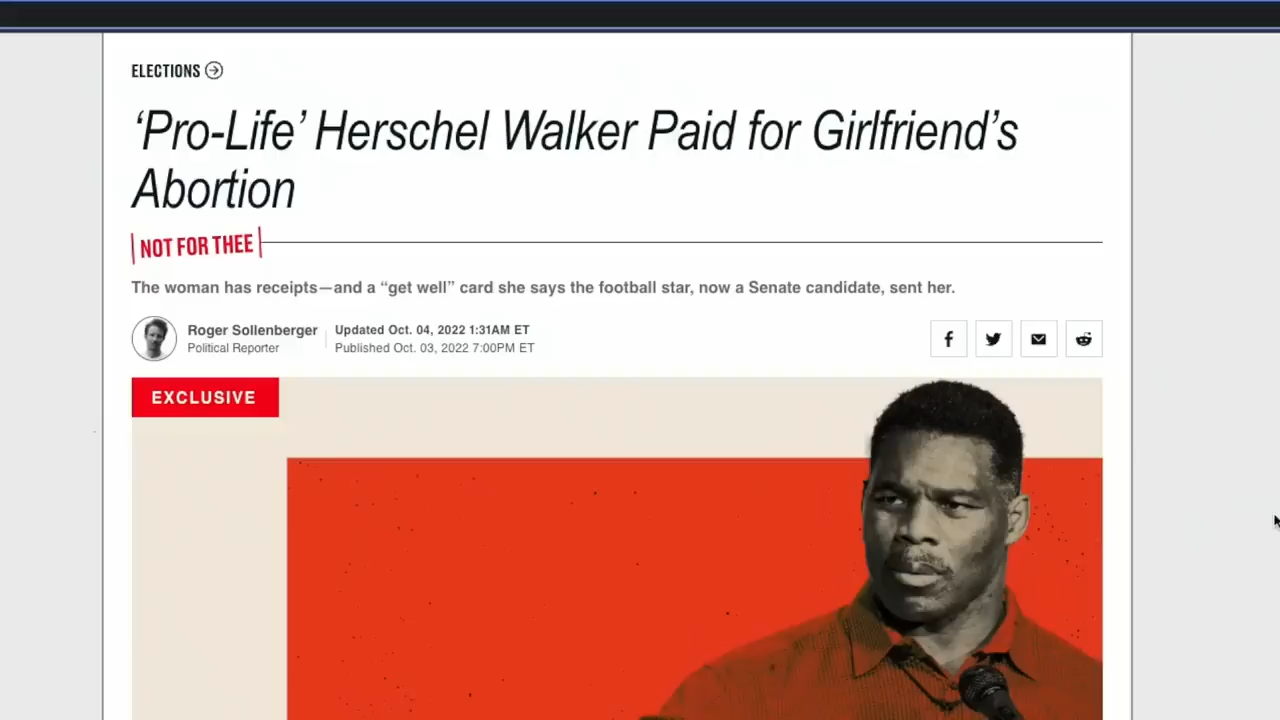 ELECTIONS
‘Pro-Life’ Herschel Walker Paid for Girlfriend’s
Abortion
NOT FOR THEE
The woman has receipts—and a “get well” card she says the football star, now a Senate candidate, sent her.
Roger Sollenberger
Political Reporter
Updated Oct. 04, 2022 1:31AM ET
Published Oct. 03, 2022 7:00PM ET
EXCLUSIVE